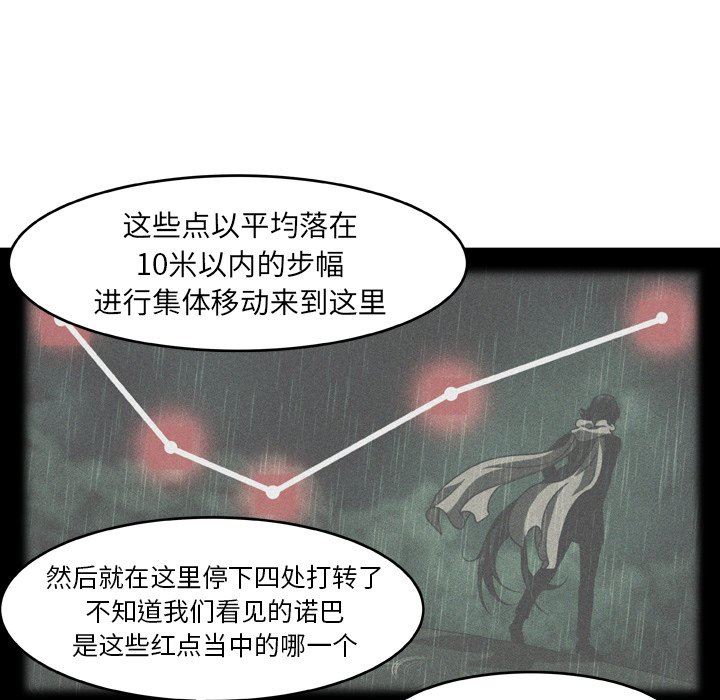 这些点以平均落在
10米以内的步幅
进行集体移动来到这里
然后就在这里停下四处打转了
不知道我们看见的诺巴
是这些红点当中的哪一个